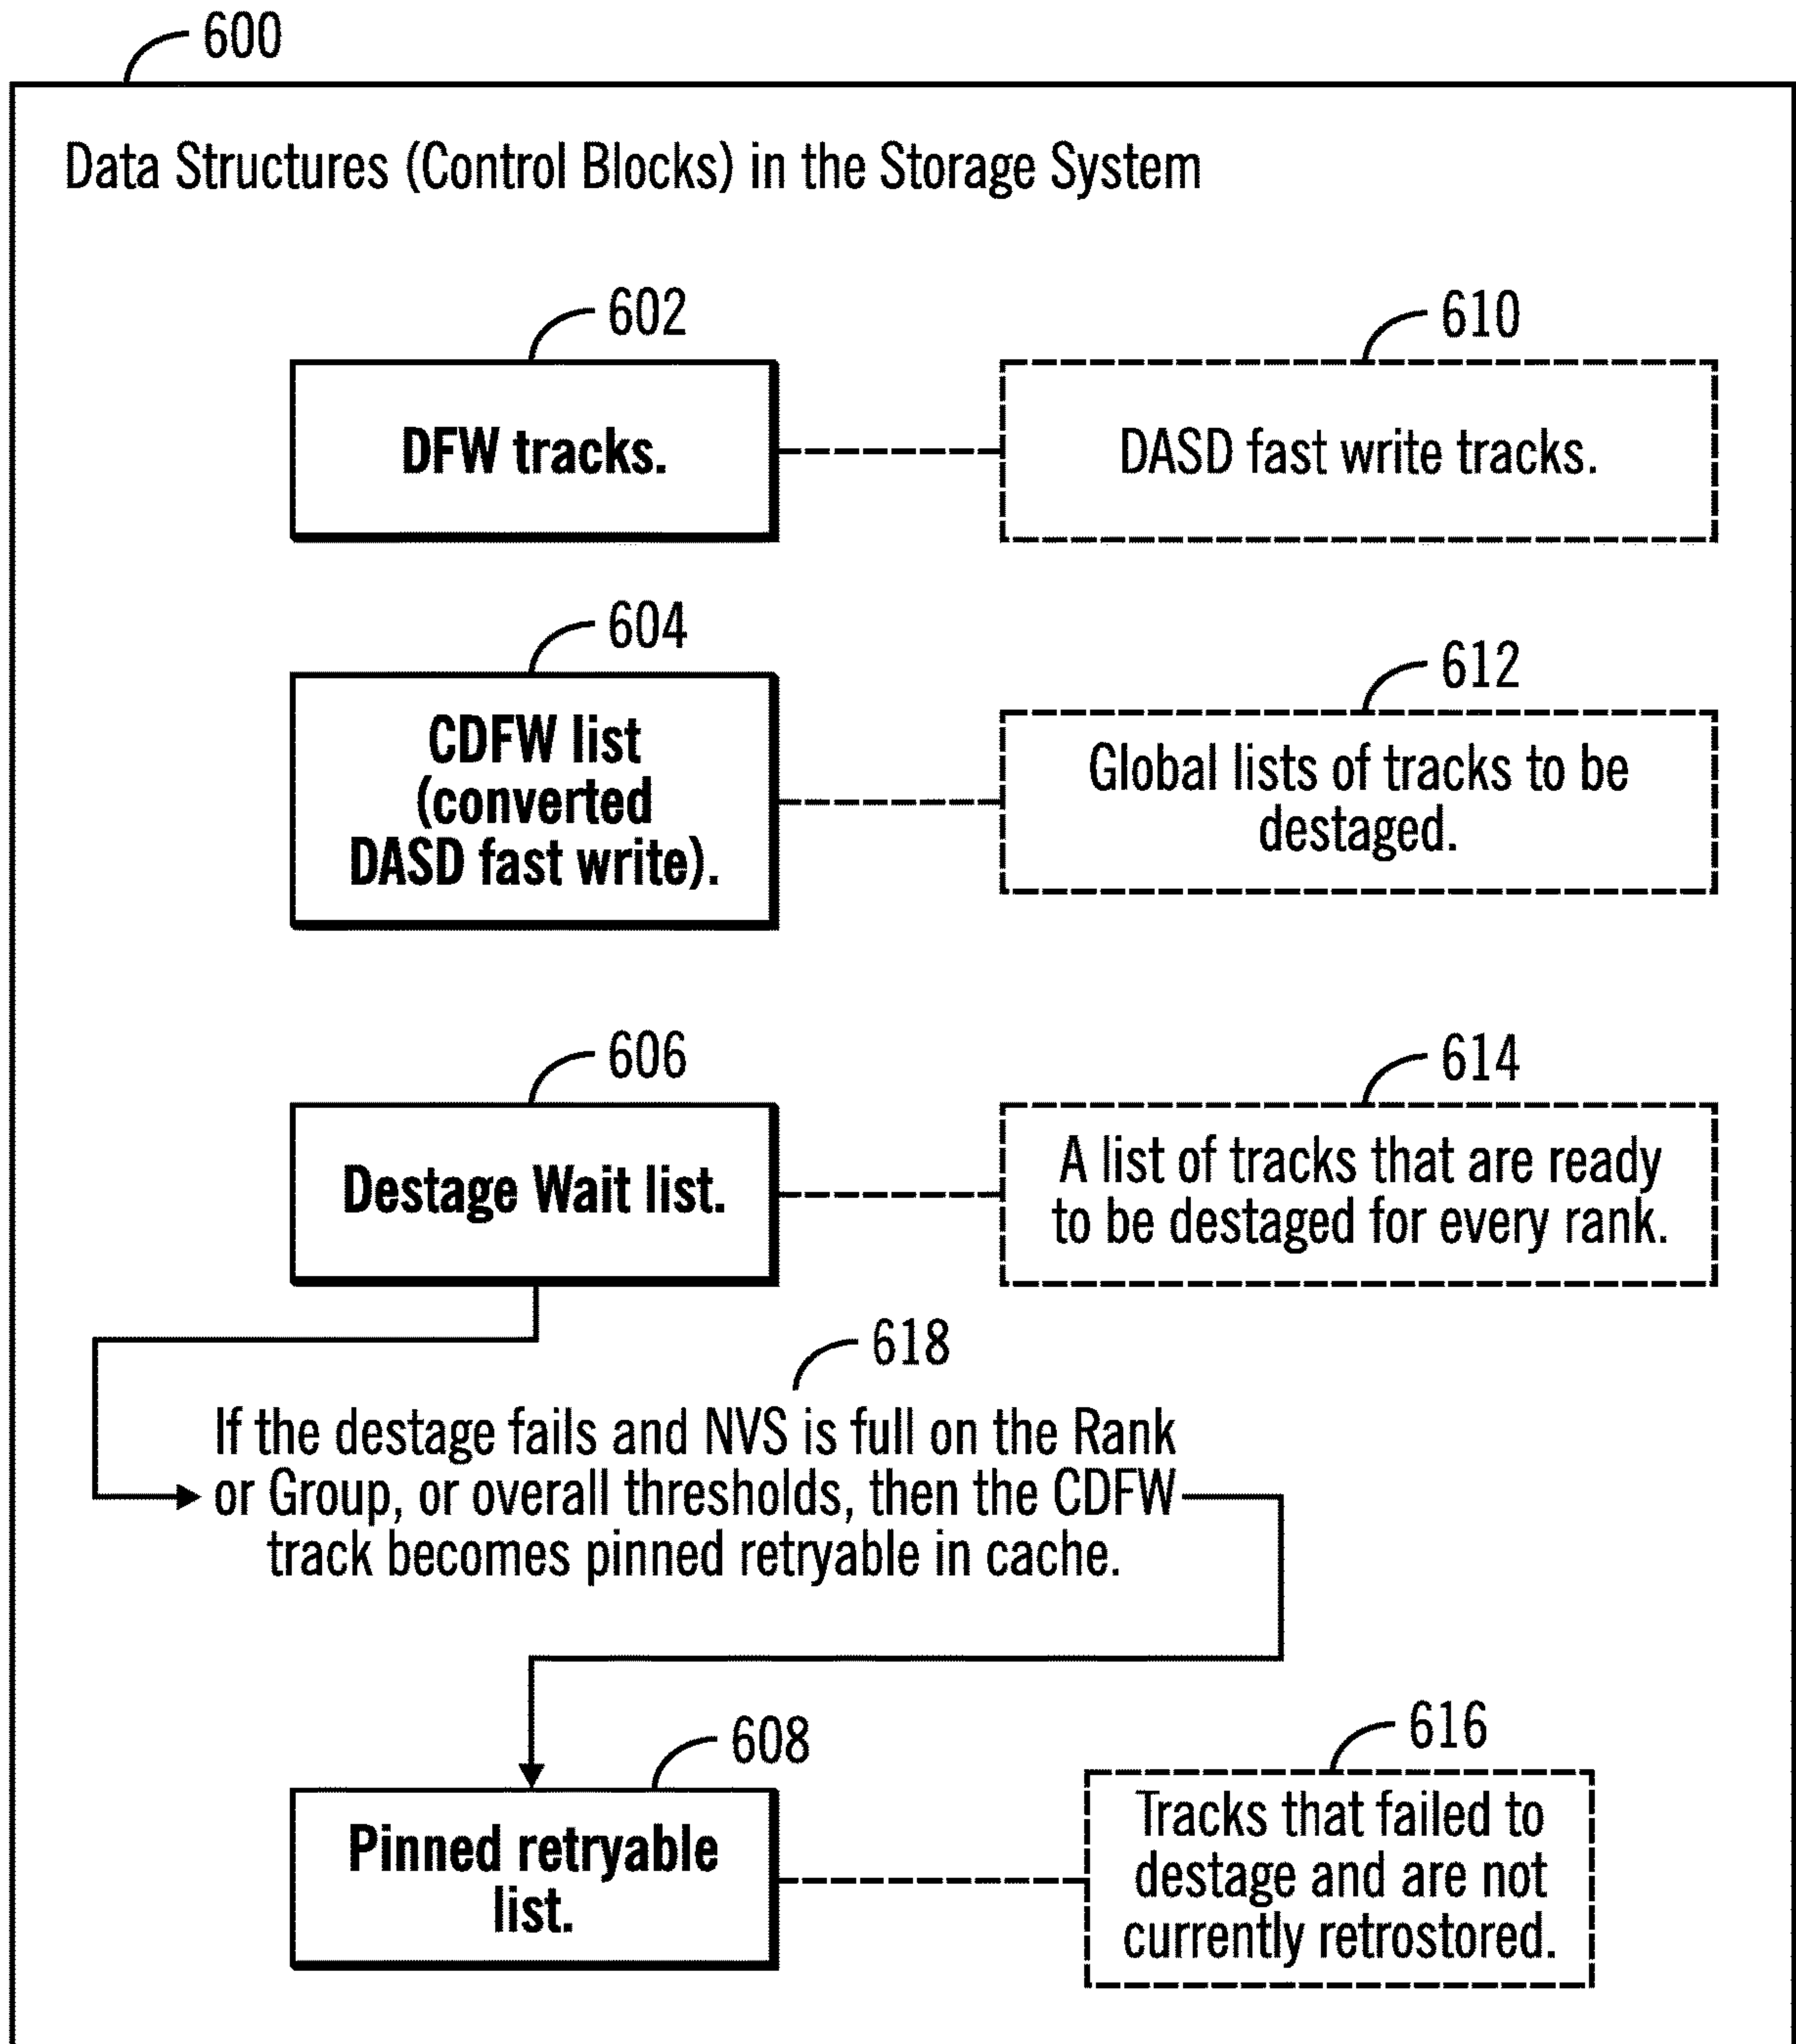 600
Data Structures (Control Blocks) in the Storage System
602
610
DFW tracks.
DASD fast write tracks.
604
612
CDFW list
(converted
DASD fast write).
Global lists of tracks to be
destaged.
606
614
Destage Wait list.
A list of tracks that are ready
to be destaged for every rank.
618
If the destage fails and NVS is full on the Rank
or Group, or overall thresholds, then the CDFW
track becomes pinned retryable in cache.
608
616
Pinned retryable
list.
Tracks that failed to
destage and are not
currently retrostored.